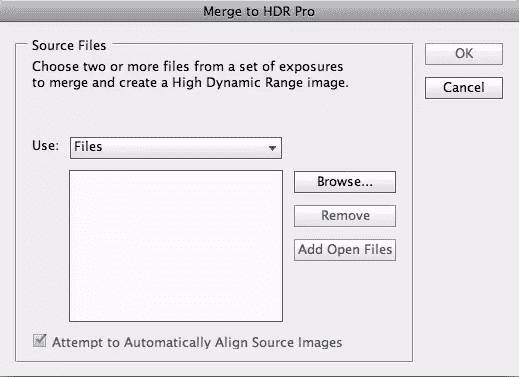 Merge to HDR Pro
Source Files
OK
Choose two or more files from a set of exposures
to merge and create a High Dynamic Range image.
Cancel
Use: Files
Browse...
Remove
Add Open Files
Attempt to Automatically Align Source Images